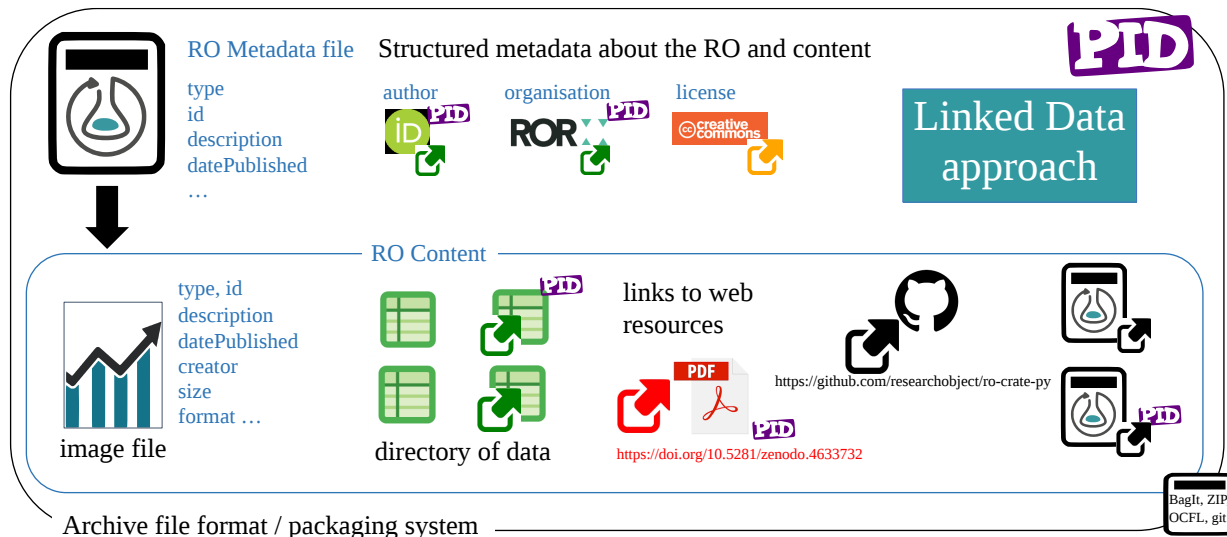 RO Metadata file
Structured metadata about the RO and content
PID
type
id
description
datePublished
…
author
organisation
license
iD
PID
ROR
PID
cc creative
commons
Linked Data
approach
RO Content
type, id
description
datePublished
creator
size
format …
image file
PID
directory of data
links to web
resources
PDF
PID
https://doi.org/10.5281/zenodo.4633732
https://github.com/researchobject/ro-crate-py
PID
Archive file format / packaging system
BagIt, ZIP
OCFL, git